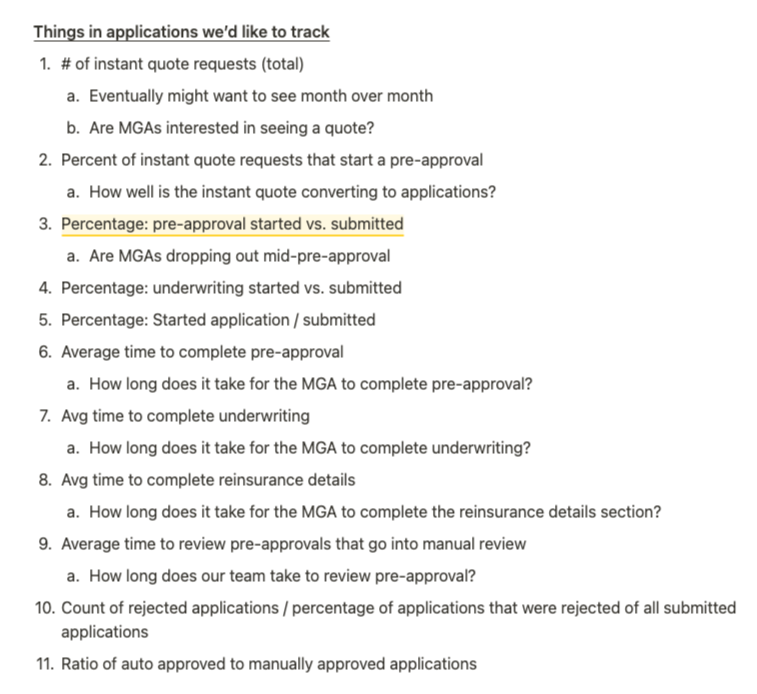 Things in applications we'd like to track
1. # of instant quote requests (total)
a. Eventually might want to see month over month
b. Are MGAs interested in seeing a quote?
2. Percent of instant quote requests that start a pre-approval
a. How well is the instant quote converting to applications?
3. Percentage: pre-approval started vs. submitted
a. Are MGAs dropping out mid-pre-approval
4. Percentage: underwriting started vs. submitted
5. Percentage: Started application / submitted
6. Average time to complete pre-approval
a. How long does it take for the MGA to complete pre-approval?
7. Avg time to complete underwriting
a. How long does it take for the MGA to complete underwriting?
8. Avg time to complete reinsurance details
a. How long does it take for the MGA to complete the reinsurance details section?
9. Average time to review pre-approvals that go into manual review
a. How long does our team take to review pre-approval?
10. Count of rejected applications / percentage of applications that were rejected of all submitted
applications
11. Ratio of auto approved to manually approved applications